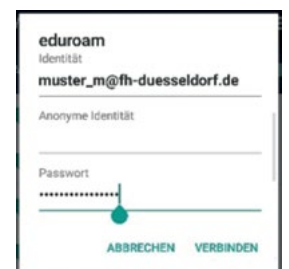 eduroam
Identität
muster_m@fh-duesseldorf.de
Anonyme Identität
Passwort
••••••••••••••••
ABBRECHEN VERBINDEN